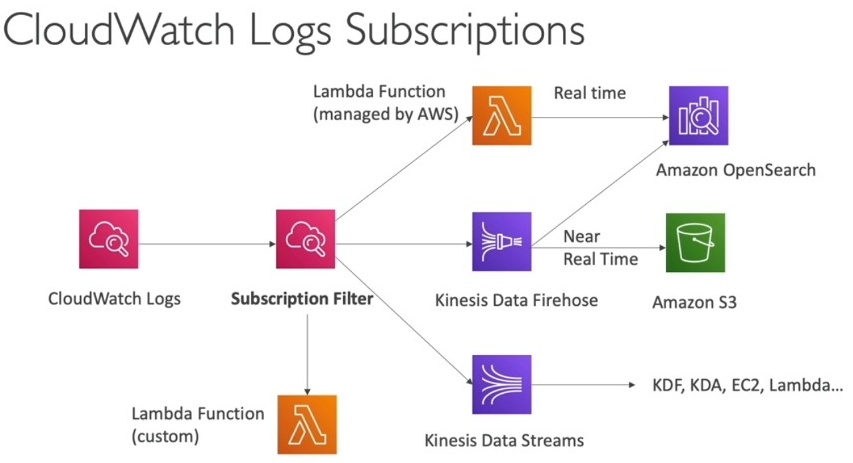 CloudWatch Logs Subscriptions
Lambda Function
(managed by AWS)
Real time
Amazon OpenSearch
Near
Real Time
CloudWatch Logs
Subscription Filter
Kinesis Data Firehose
Amazon S3
KDF, KDA, EC2, Lambda...
Lambda Function
(custom)
Kinesis Data Streams